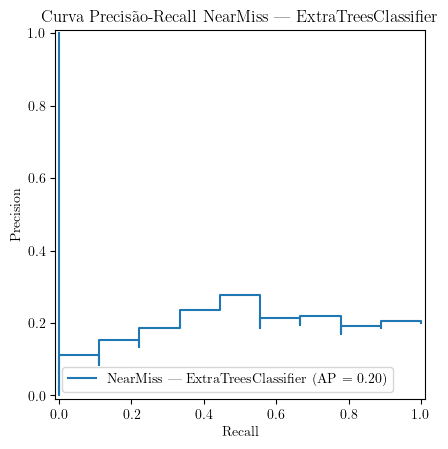 Curva Precisão-Recall NearMiss — ExtraTreesClassifier
1.0
0.8
0.6
0.4
0.2
0.0
Precision
NearMiss — ExtraTreesClassifier (AP = 0.20)
0.0 0.2 0.4 0.6 0.8 1.0
Recall